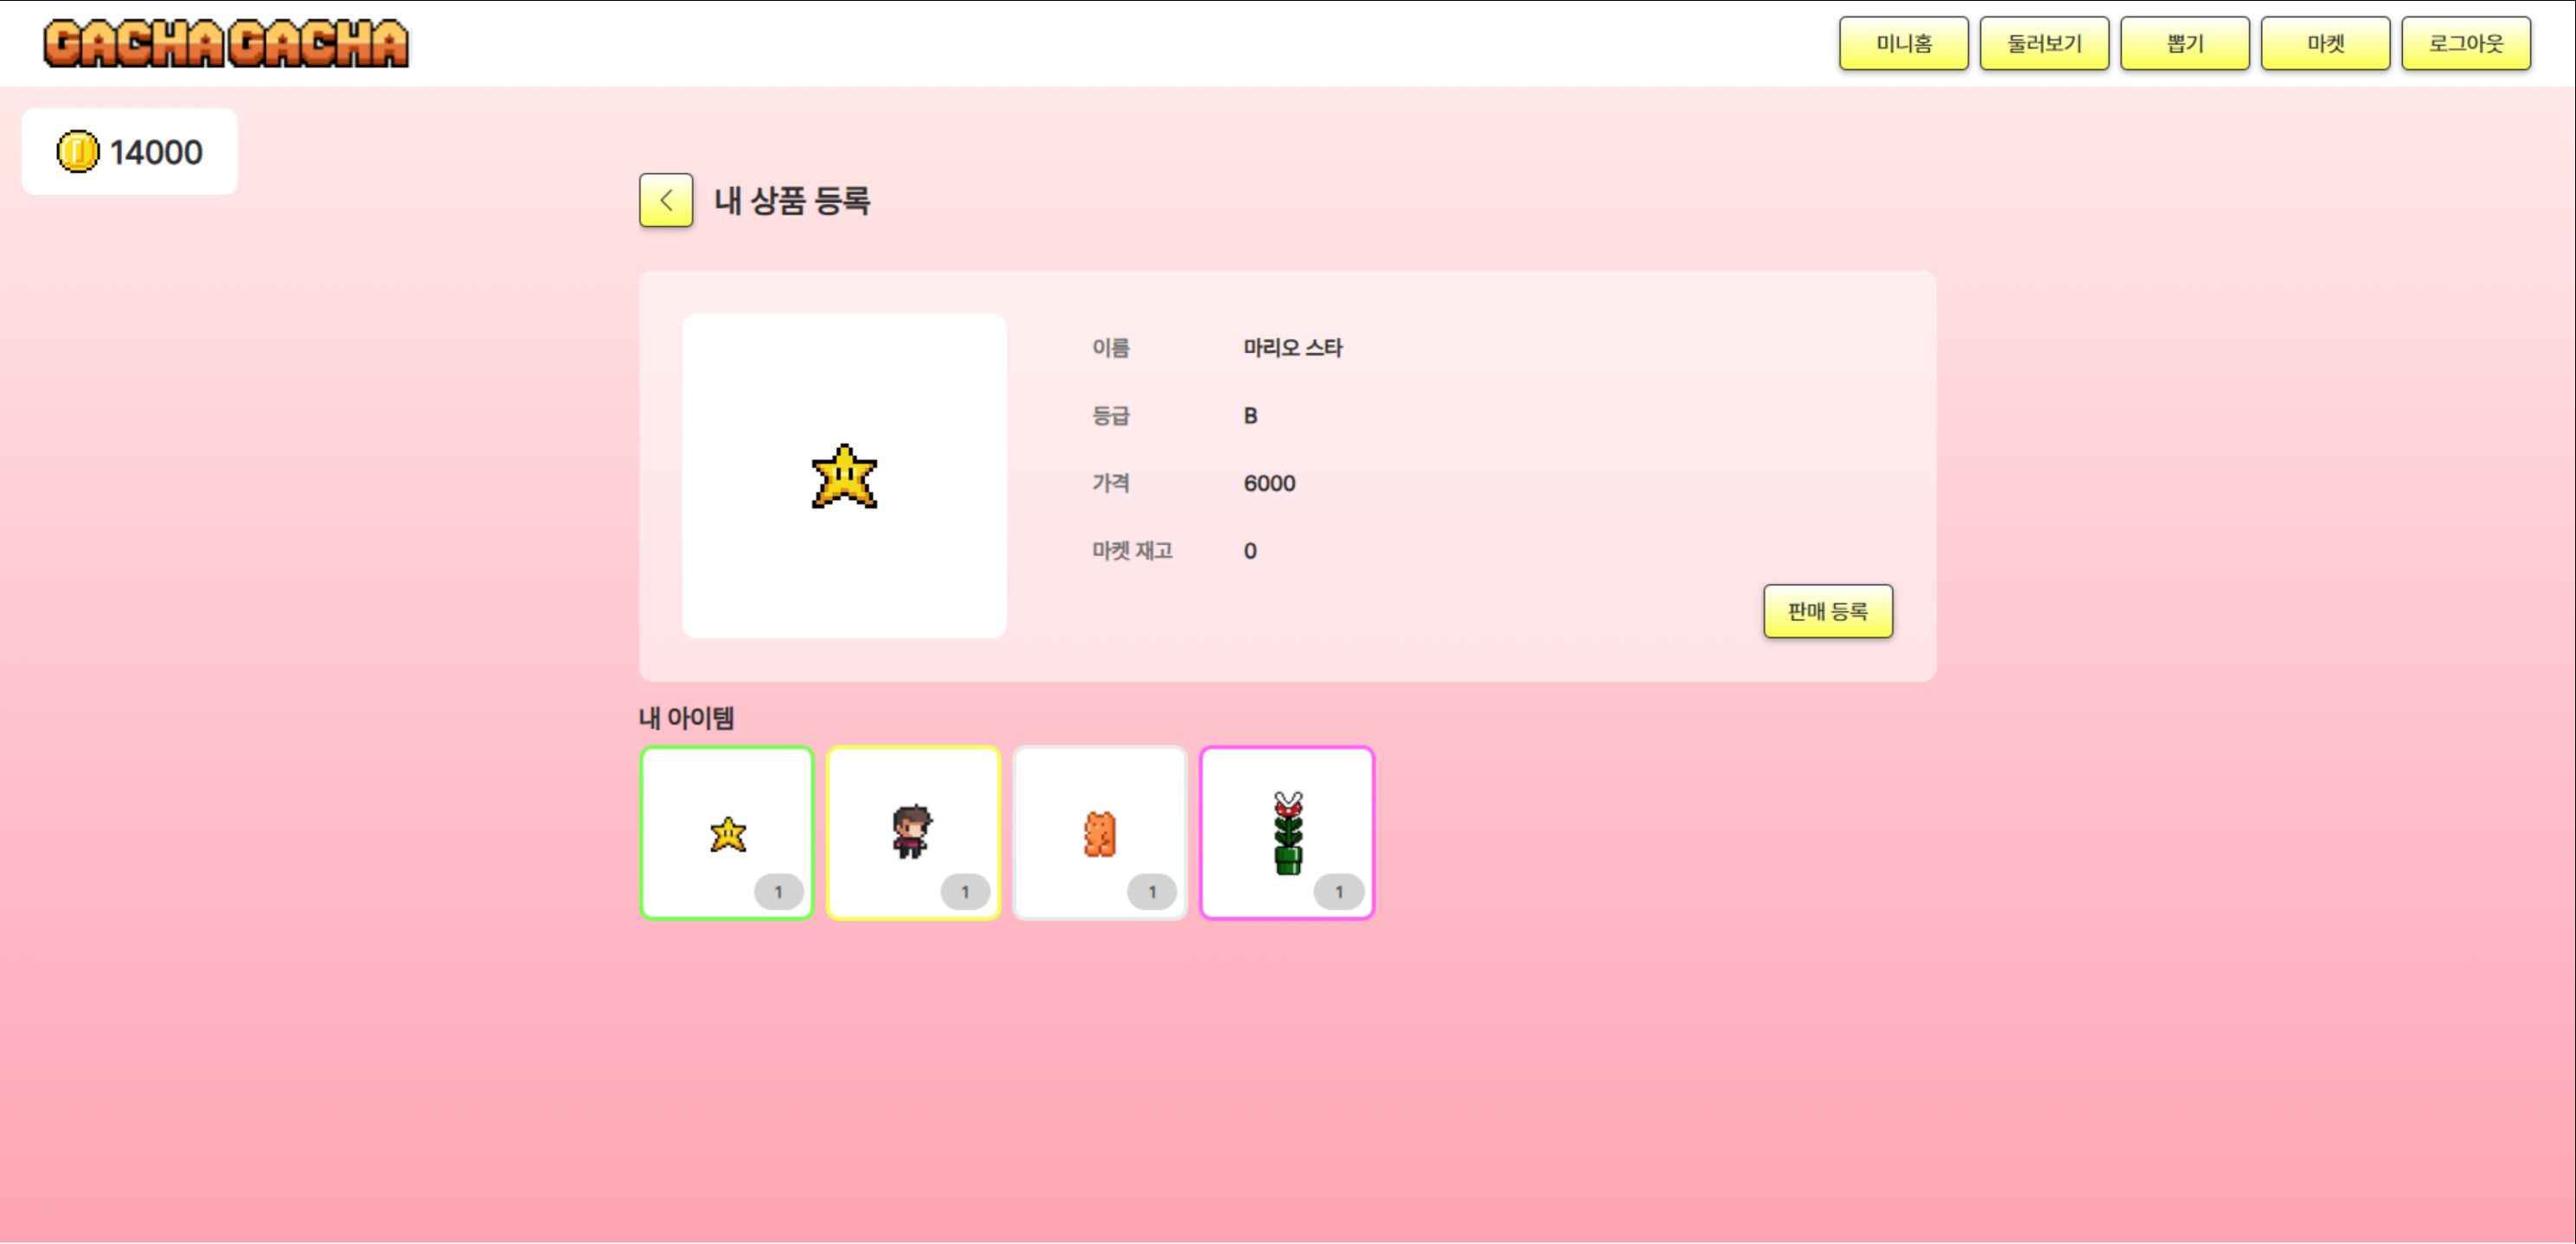 GACHA GACHA
미니홈 둘러보기 뽑기 마켓 로그아웃
14000
내 상품 등록
이름 마리오 스타
등급 B
가격 6000
마켓 재고 0
판매 등록
내 아이템
1 1 1 1